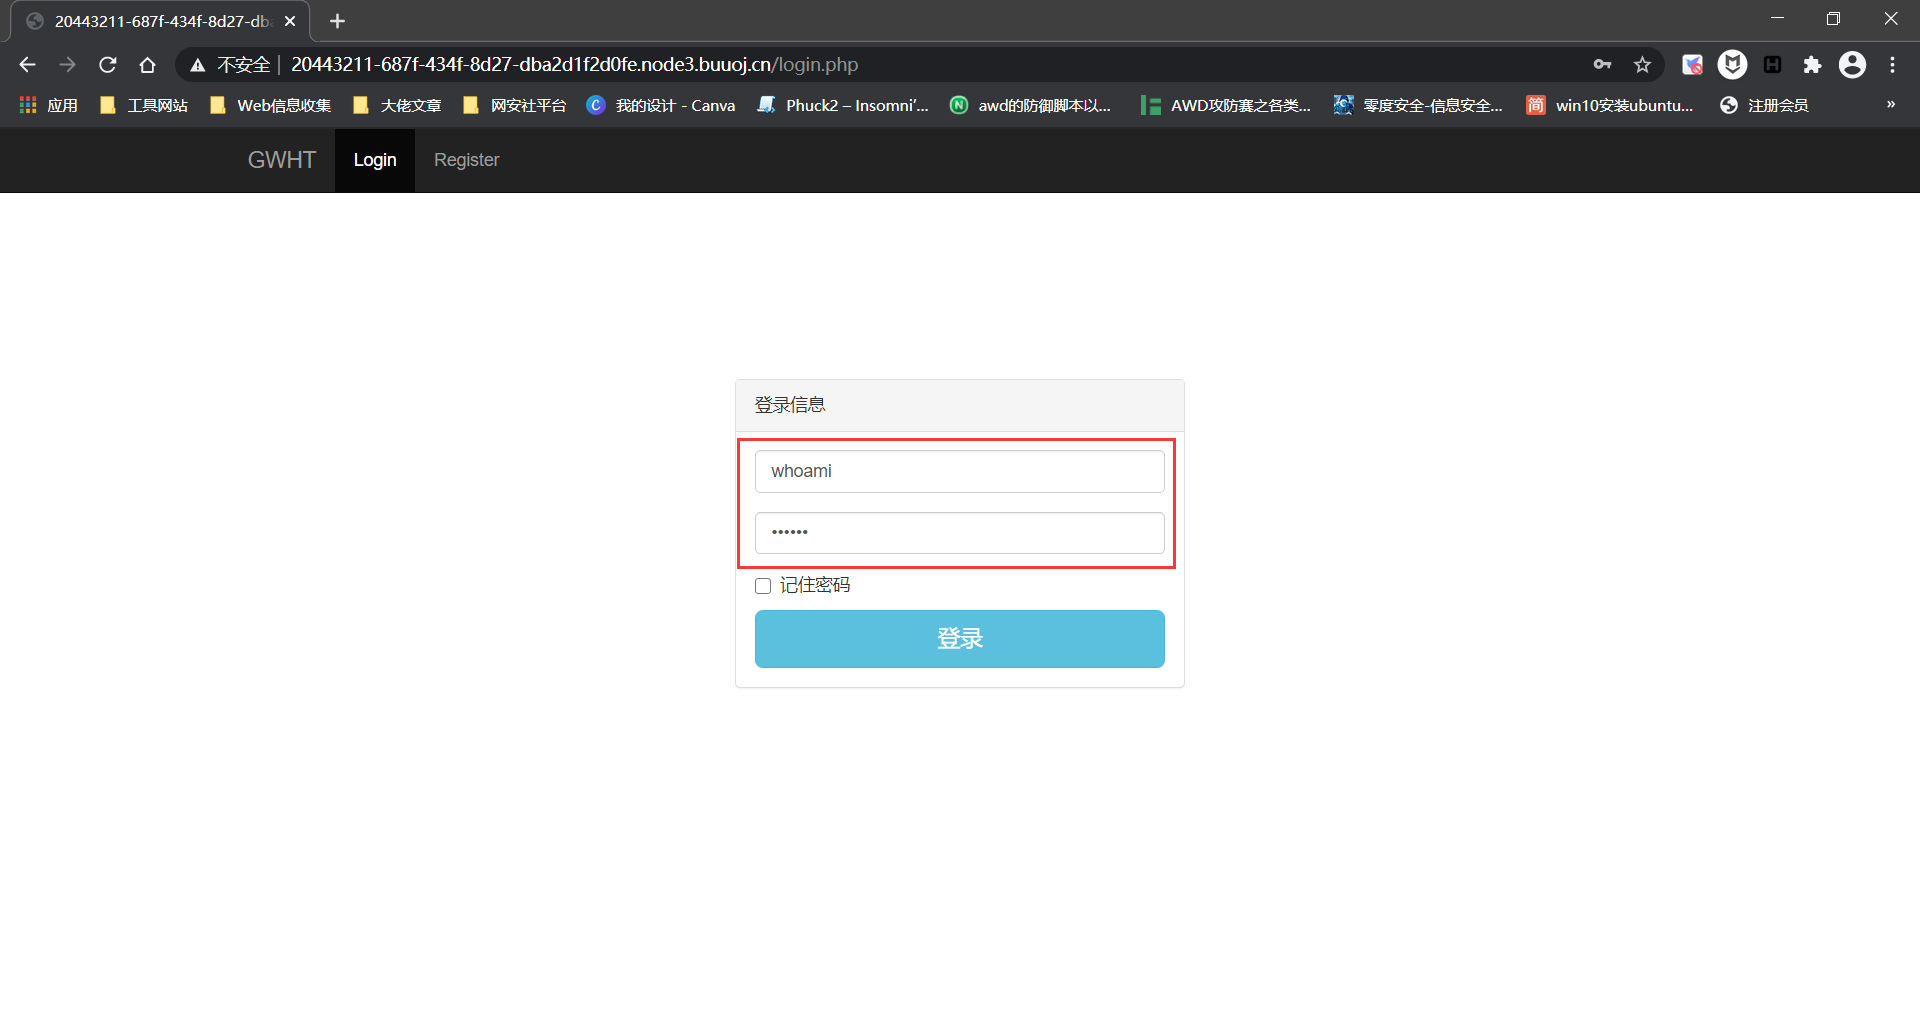 20443211-687f-434f-8d27-dba
不安全 | 20443211-687f-434f-8d27-dba2d1f2d0fe.node3.buuoj.cn/login.php
应用 工具网站 Web信息收集 大佬文章 网安社平台 我的设计 - Canva Phuck2 – Insomni'... awd的防御脚本以... AWD攻防赛之各类... 零度安全-信息安全... win10安装ubuntu... 注册会员 »
GWHT Login Register
登录信息
whoami
••••••
记住密码
登录